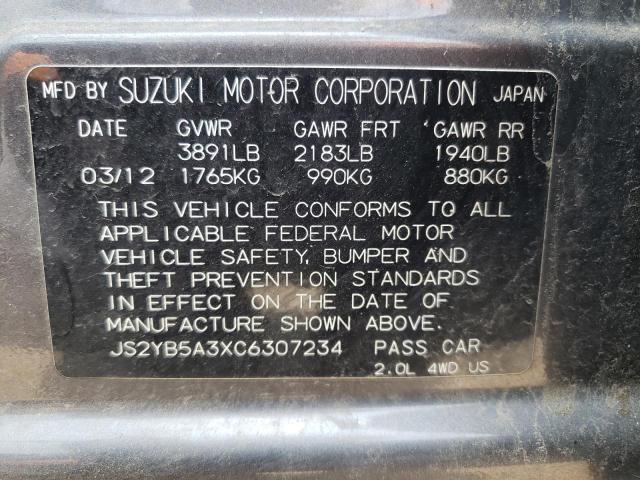 MFD BY SUZUKI MOTOR CORPORATION JAPAN
DATE GVWR GAWR FRT GAWR RR
3891LB 2183LB 1940LB
03/12 1765KG 990KG 880KG
THIS VEHICLE CONFORMS TO ALL
APPLICABLE FEDERAL MOTOR
VEHICLE SAFETY, BUMPER AND
THEFT PREVENTION STANDARDS
IN EFFECT ON THE DATE OF
MANUFACTURE SHOWN ABOVE.
JS2YB5A3XC6307234 PASS CAR
2.0L 4WD US